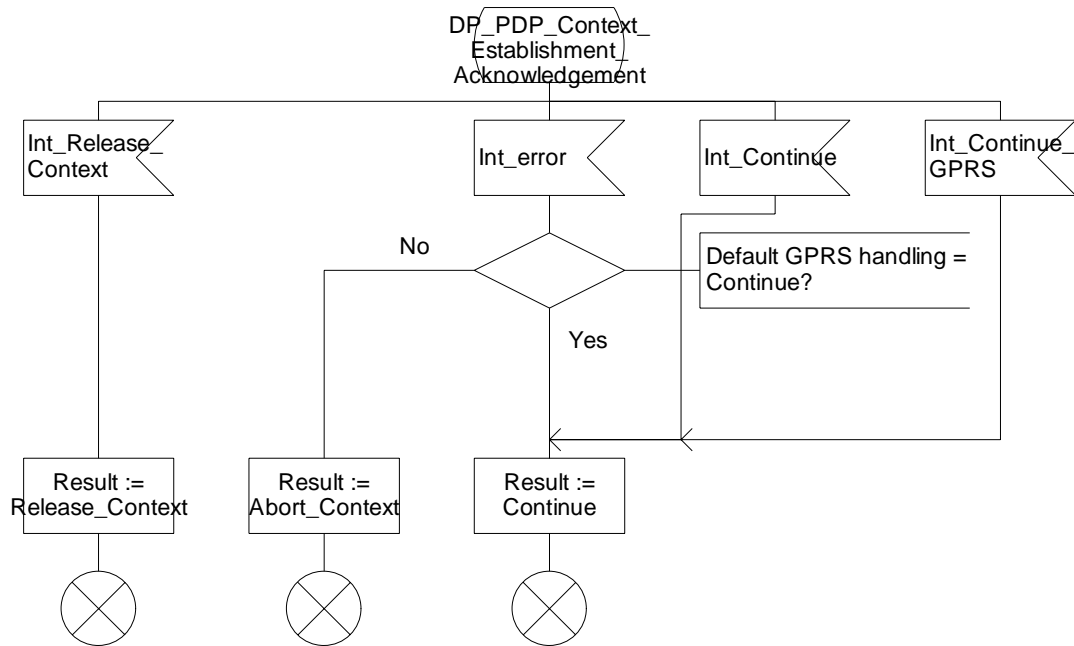 DP_PDP_Context_
Establishment_
Acknowledgement
Int_Release_
Context
Int_error
Int_Continue
Int_Continue_
GPRS
No
Default GPRS handling =
Continue?
Yes
Result :=
Release_Context
Result :=
Abort_Context
Result :=
Continue